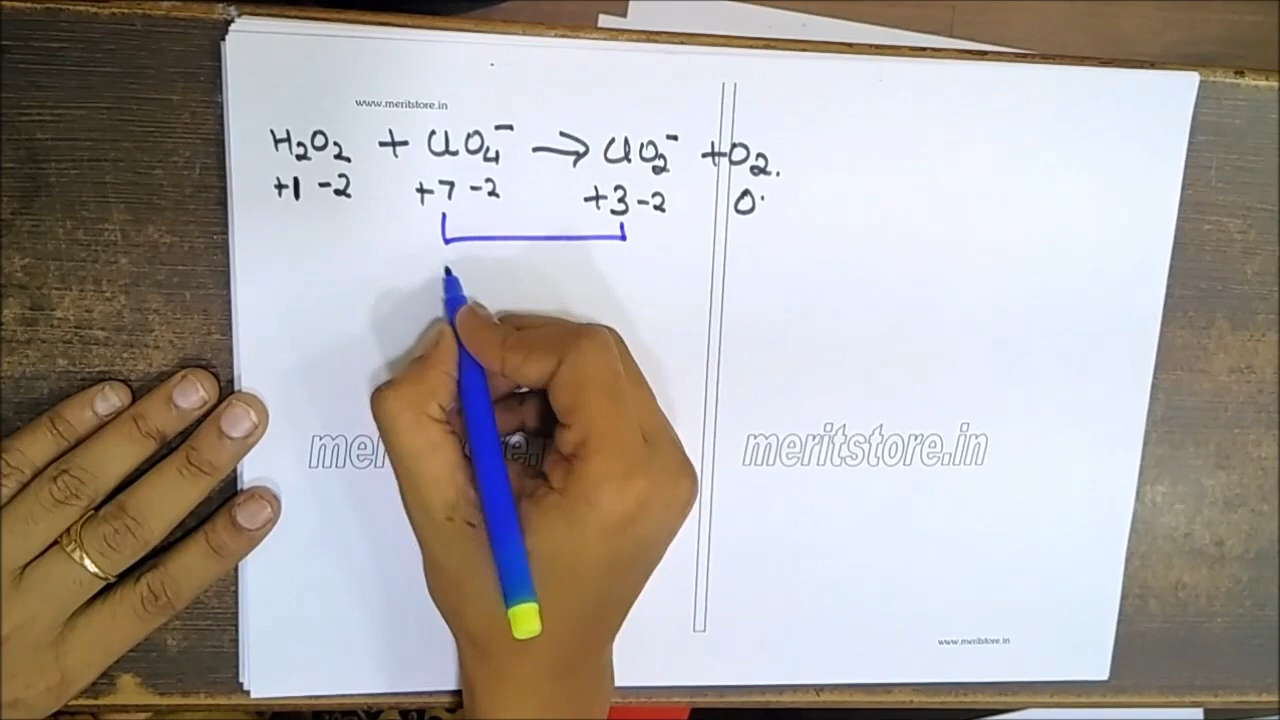 www.meritstore.in
H₂O₂ + ClO₄⁻ → ClO₂⁻ + O₂.
+1 -2 +7 -2 +3 -2 0.
meritstore.in
www.meritstore.in